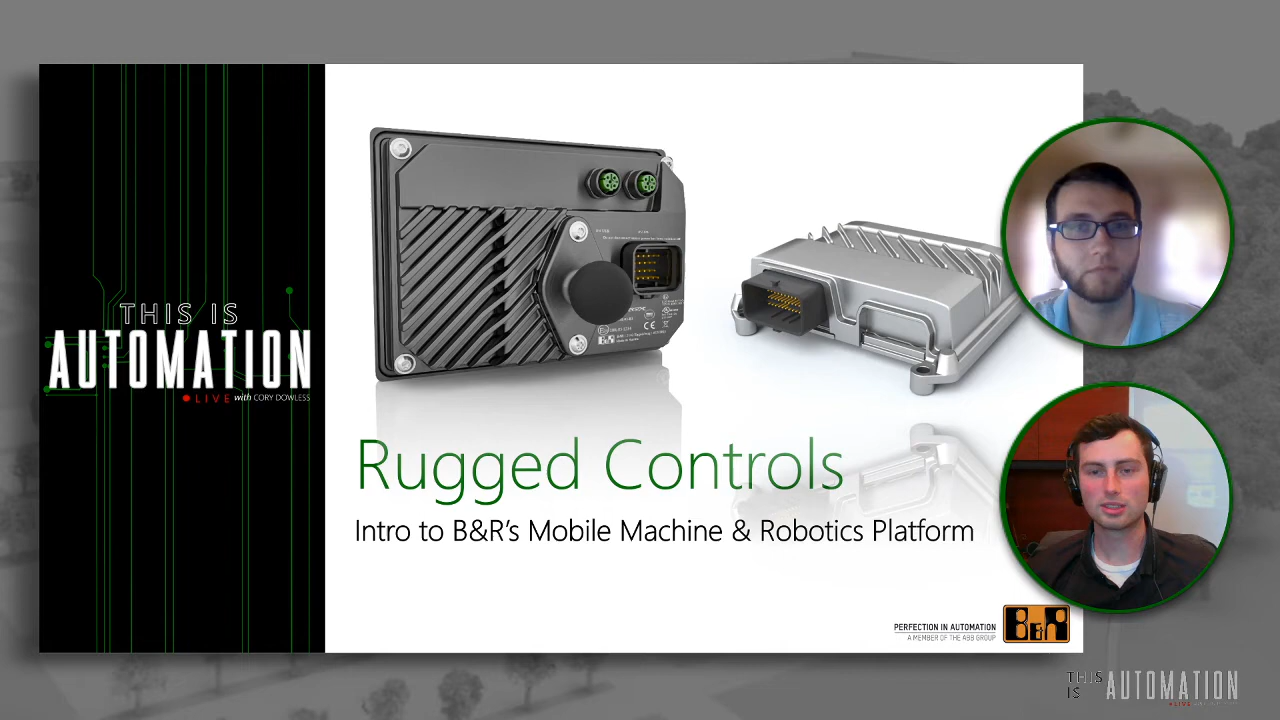 THIS IS
AUTOMATION
LIVE with CORY DOWLESS
Rugged Controls
Intro to B&R's Mobile Machine & Robotics Platform
PERFECTION IN AUTOMATION
A MEMBER OF THE ABB GROUP
B&R
THIS
IS
AUTOMATION
LIVE